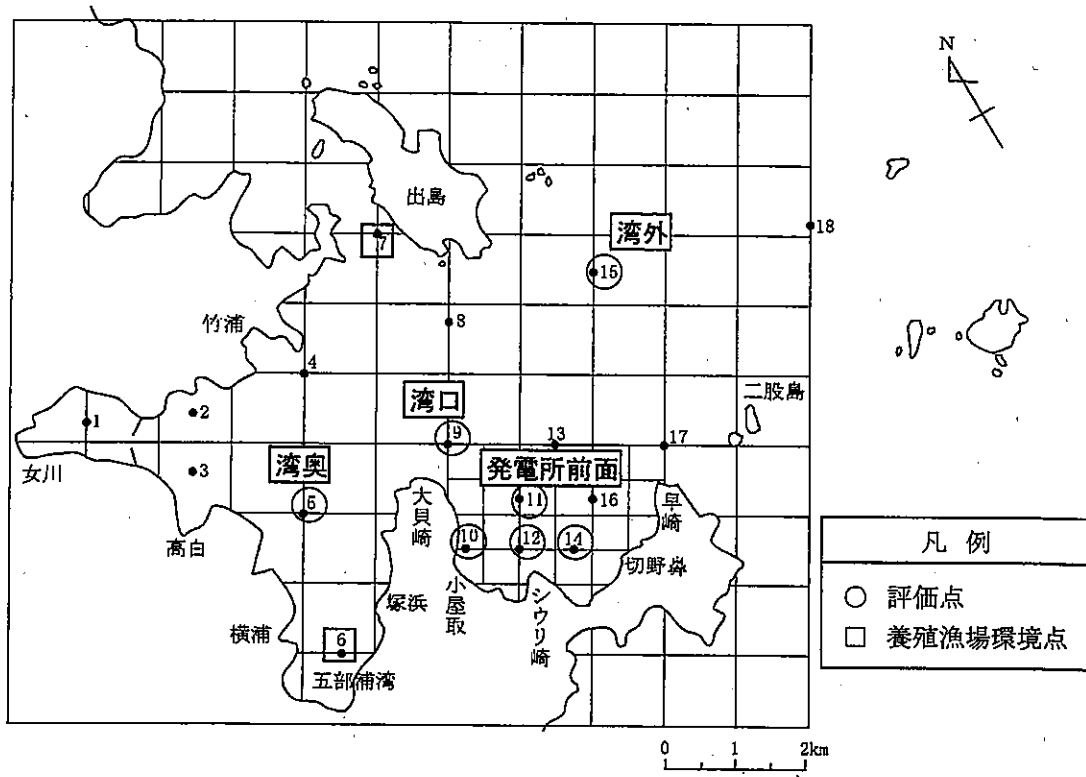 N
出島
湾外
18
7
15
竹浦
8
4
二股島
湾口
1
2
9
13
17
女川
3
湾奥
発電所前面
大貝崎
11
16
早崎
5
高白
10
12
14
切野鼻
小屋取
塚浜
シウリ崎
横浦
6
五部浦湾
凡例
○ 評価点
□ 養殖漁場環境点
0 1 2km